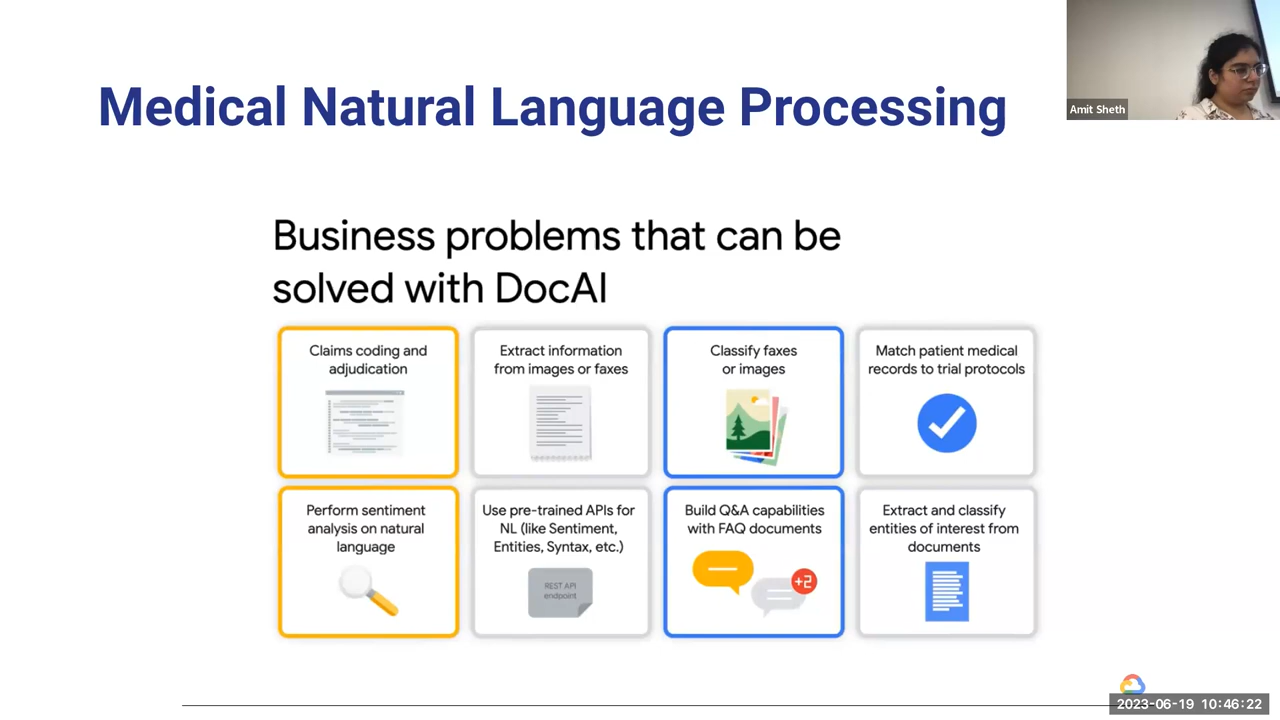 Medical Natural Language Processing
Amit Sheth
Business problems that can be
solved with DocAI
Claims coding and
adjudication
Extract information
from images or faxes
Classify faxes
or images
Match patient medical
records to trial protocols
Perform sentiment
analysis on natural
language
Use pre-trained APIs for
NL (like Sentiment,
Entities, Syntax, etc.)
REST API
endpoint
Build Q&A capabilities
with FAQ documents
+2
Extract and classify
entities of interest from
documents
2023-06-19 10:46:22